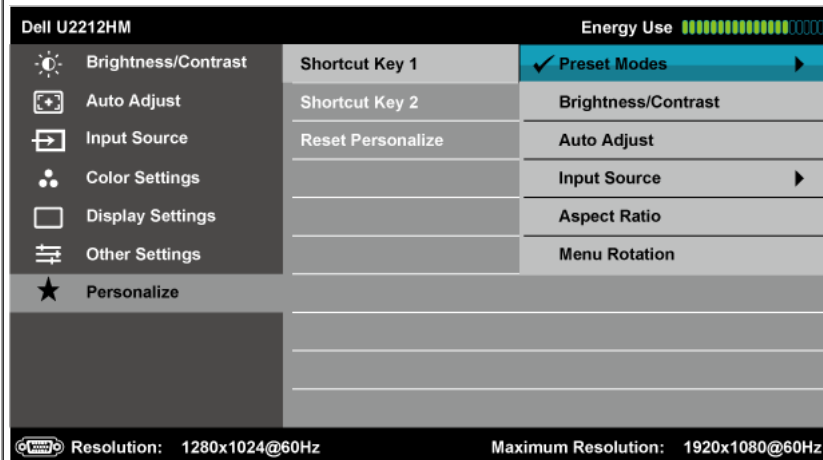 Dell U2212HM Energy Use
Brightness/Contrast Shortcut Key 1 Preset Modes
Auto Adjust Shortcut Key 2 Brightness/Contrast
Input Source Reset Personalize Auto Adjust
Color Settings Input Source
Display Settings Aspect Ratio
Other Settings Menu Rotation
Personalize
Resolution: 1280x1024@60Hz Maximum Resolution: 1920x1080@60Hz